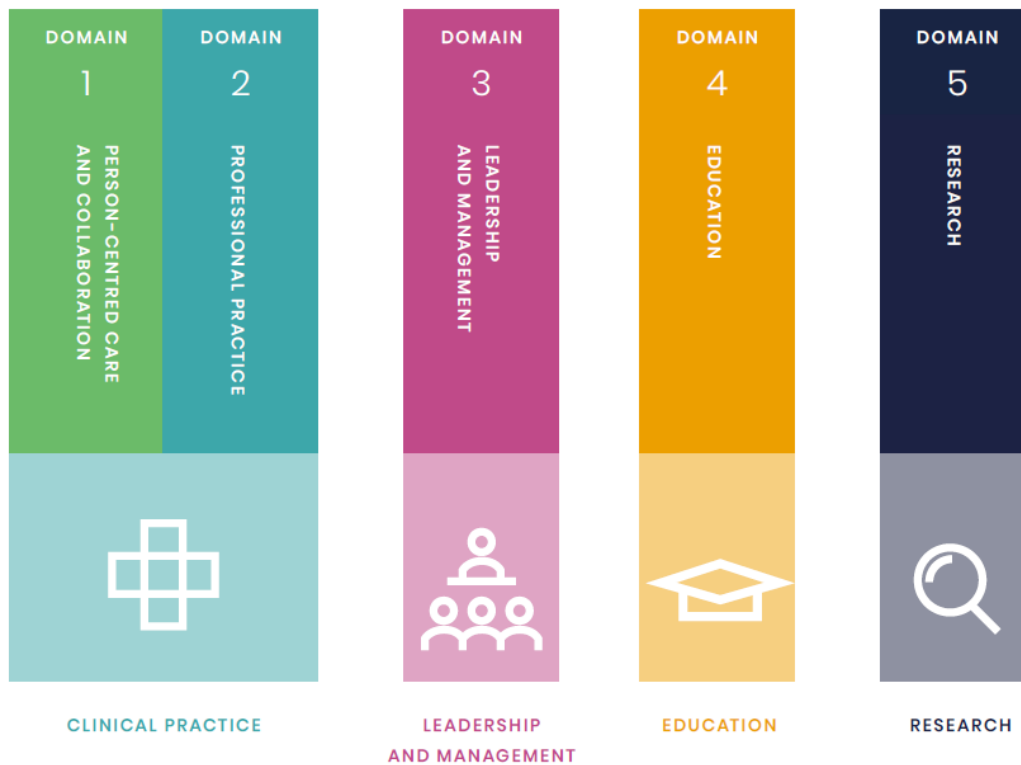 DOMAIN
1
PERSON-CENTRED CARE
AND COLLABORATION
DOMAIN
2
PROFESSIONAL PRACTICE
DOMAIN
3
LEADERSHIP
AND MANAGEMENT
DOMAIN
4
EDUCATION
DOMAIN
5
RESEARCH
CLINICAL PRACTICE
LEADERSHIP
AND MANAGEMENT
EDUCATION
RESEARCH